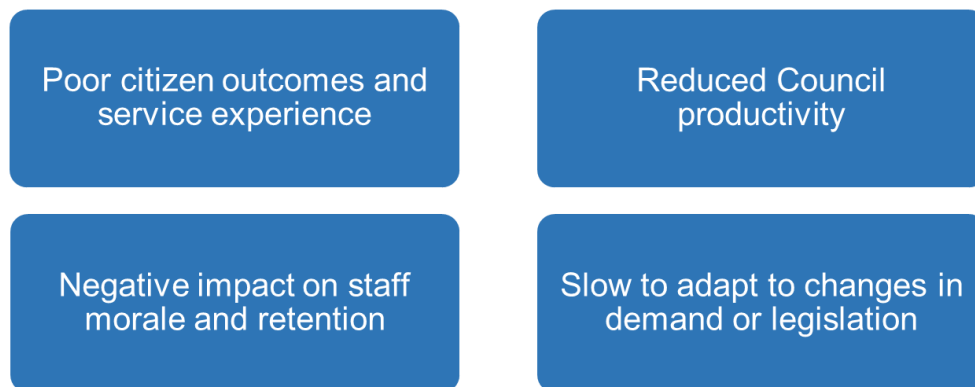 Poor citizen outcomes and
service experience
Reduced Council
productivity
Negative impact on staff
morale and retention
Slow to adapt to changes in
demand or legislation